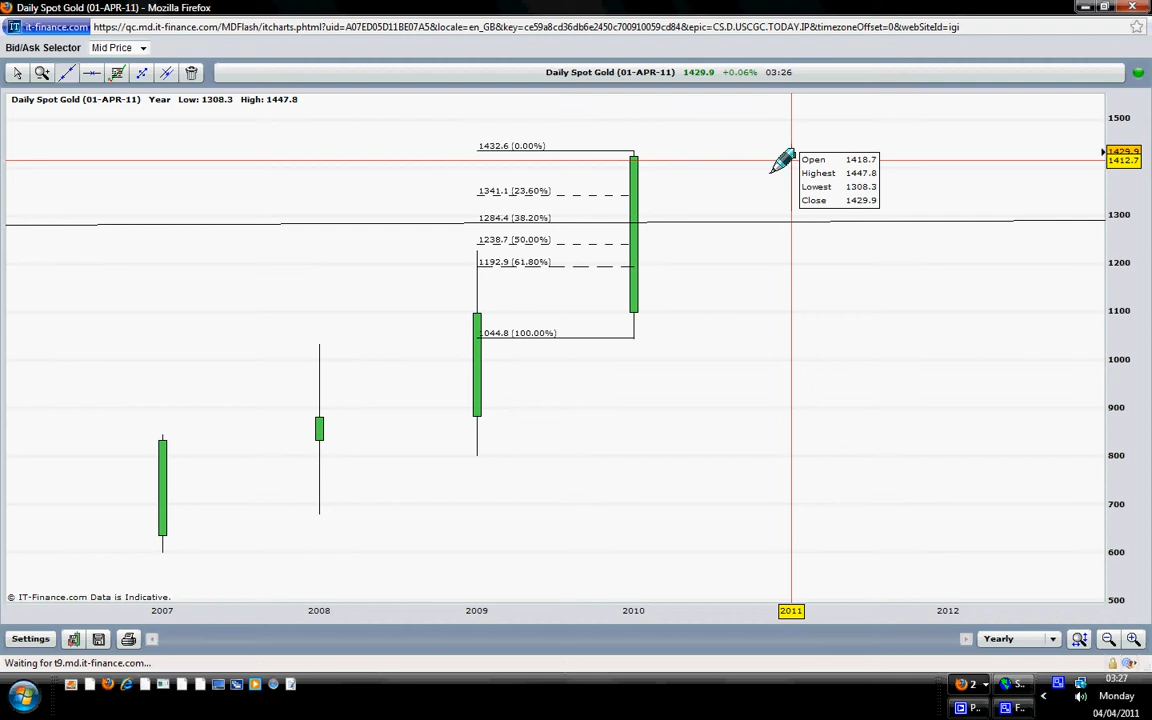 Daily Spot Gold (01-APR-11) - Mozilla Firefox
it-finance.com https://qc.md.it-finance.com/MDFlash/itcharts.phtml?uid=A07ED05D11BE07A5&locale=en_GB&key=ce59a8cd36db6e2450c700910059cd84&epic=CS.D.USCGC.TODAY.IP&timezoneOffset=0&webSiteId=igi
Bid/Ask Selector Mid Price
Daily Spot Gold (01-APR-11) 1429.9 +0.06% 03:26
Daily Spot Gold (01-APR-11) Year Low: 1308.3 High: 1447.8
1500
1432.6 (0.00%)
1429.9
1412.7
Open 1418.7
Highest 1447.8
Lowest 1308.3
Close 1429.9
1341.1 (23.60%)
1284.4 (38.20%)
1300
1238.7 (50.00%)
1192.9 (61.80%)
1200
1100
1044.8 (100.00%)
1000
900
800
700
600
500
© IT-Finance.com Data is Indicative.
2007 2008 2009 2010 2011 2012
Settings Yearly
Waiting for t9.md.it-finance.com...
2 S.. 03:27
Monday
P.. F.. 04/04/2011